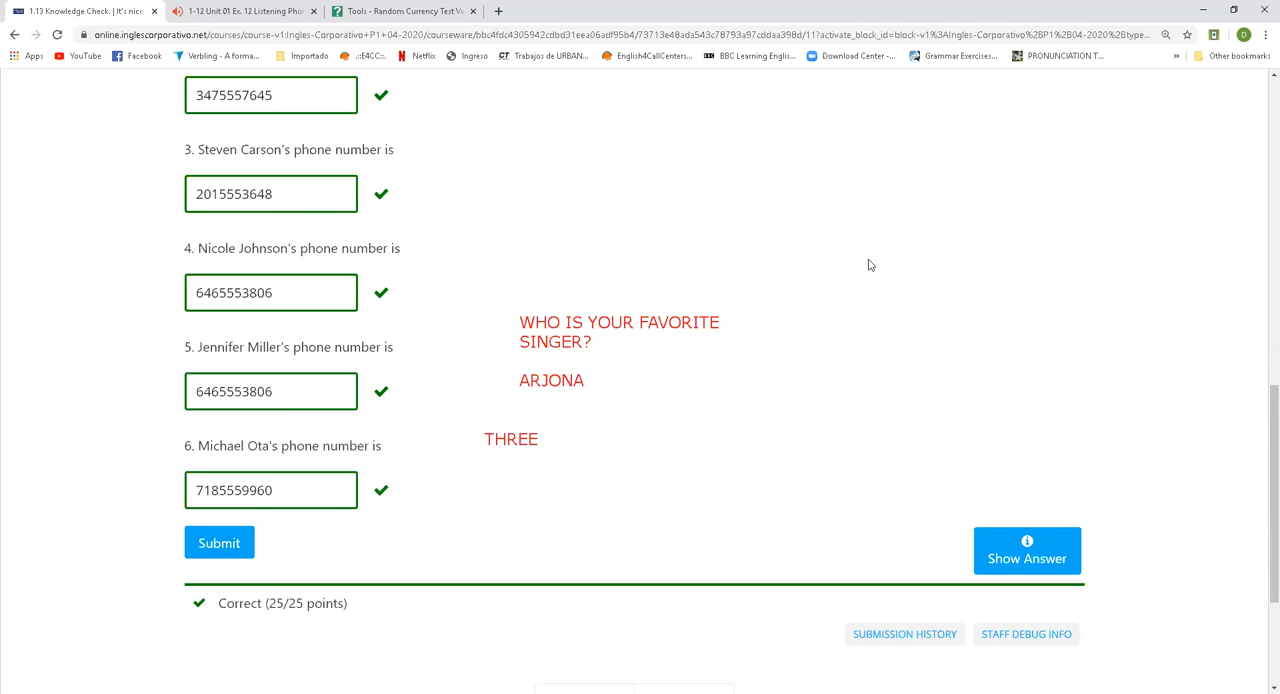 1.13 Knowledge Check. | It's nice
1-12 Unit 01 Ex. 12 Listening Pho
Tools - Random Currency Test V
online.inglescorporativo.net/courses/course-v1:Ingles-Corporativo+P1+04-2020/courseware/bbc4fdc4305942cdbd31eea06adf95b4/73713e48ada543c78793a97cddaa398d/11?activate_block_id=block-v1%3AIngles-Corporativo%2BP1%2B04-2020%2Btype...
Apps YouTube Facebook Verbling - A forma... Importado .::E4CC::. Netflix Ingreso Trabajos de URBAN... English4CallCenters... BBC Learning Engli... Download Center -... Grammar Exercises... PRONUNCIATION T... » Other bookmarks
3475557645
3. Steven Carson's phone number is
2015553648
4. Nicole Johnson's phone number is
6465553806
WHO IS YOUR FAVORITE
SINGER?
5. Jennifer Miller's phone number is
ARJONA
6465553806
THREE
6. Michael Ota's phone number is
7185559960
Submit
Show Answer
Correct (25/25 points)
SUBMISSION HISTORY STAFF DEBUG INFO